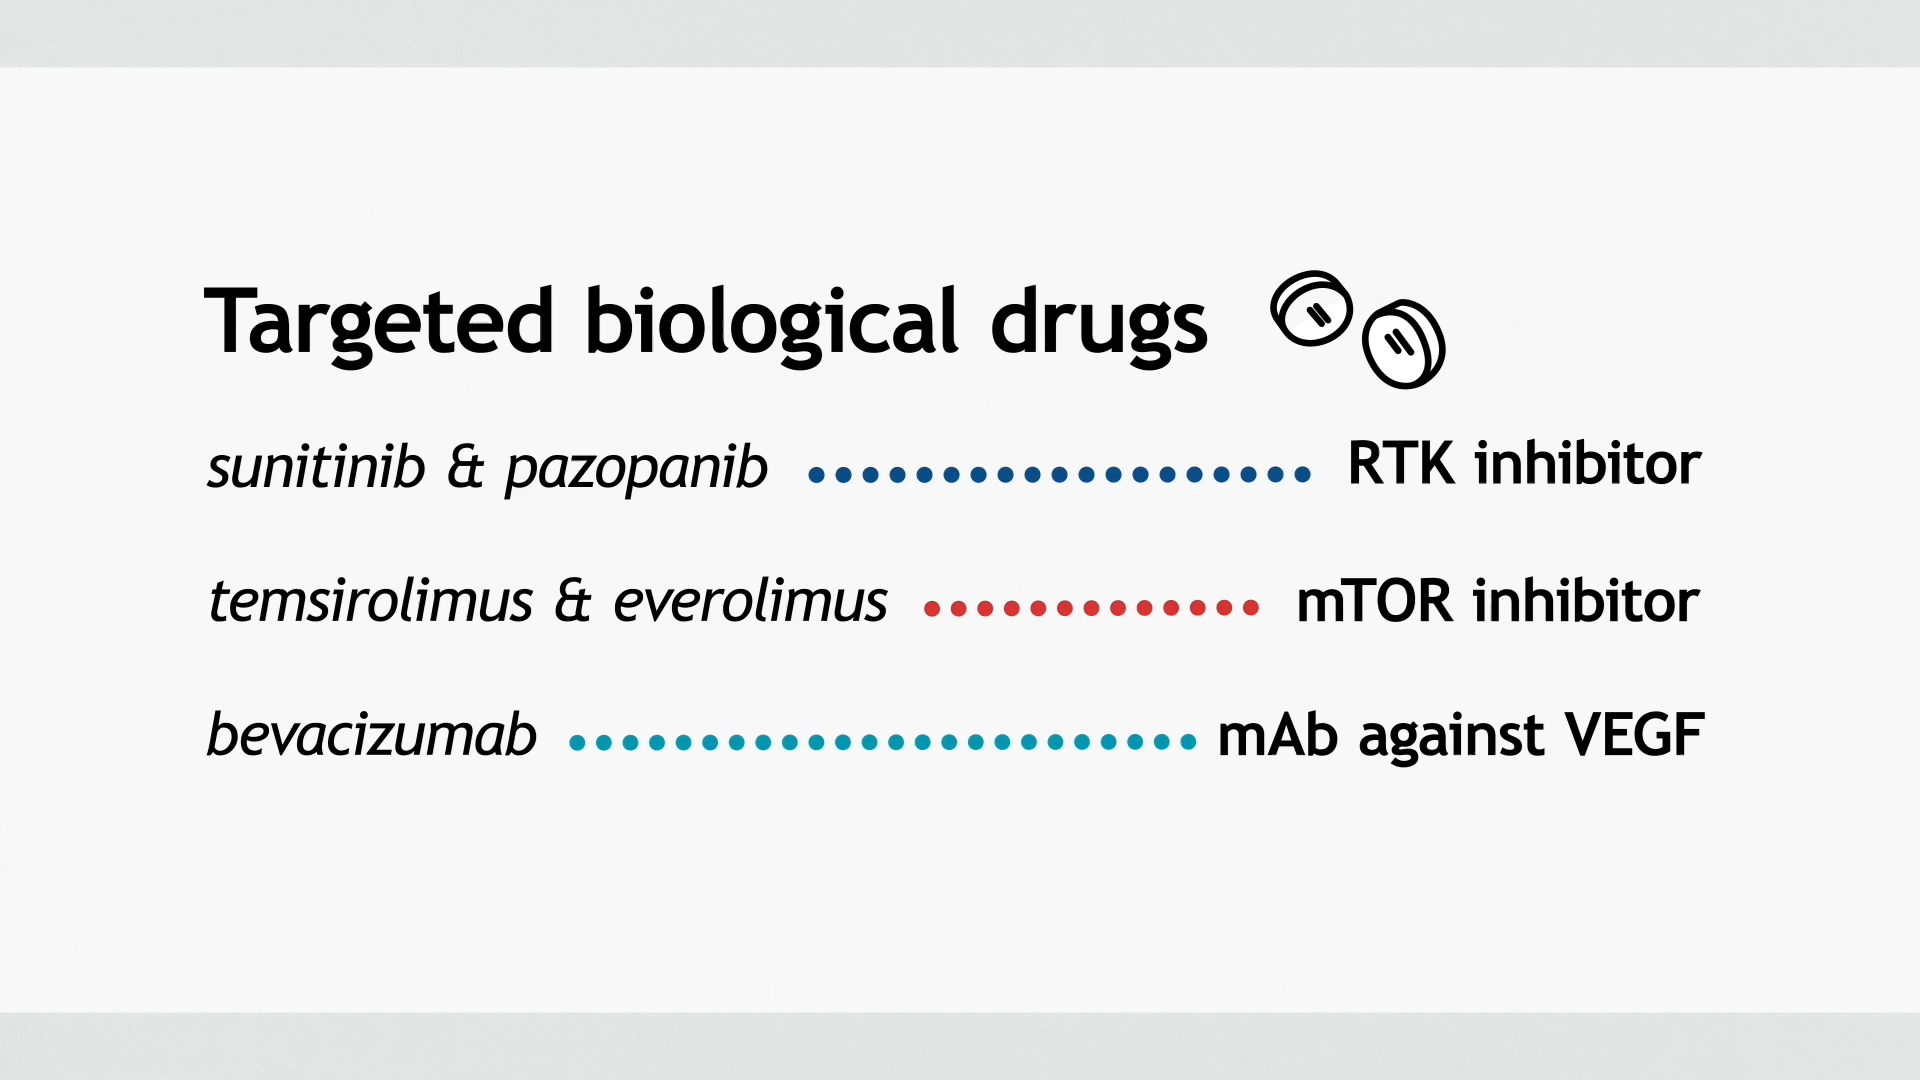 Targeted biological drugs
sunitinib & pazopanib RTK inhibitor
temsirolimus & everolimus mTOR inhibitor
bevacizumab mAb against VEGF